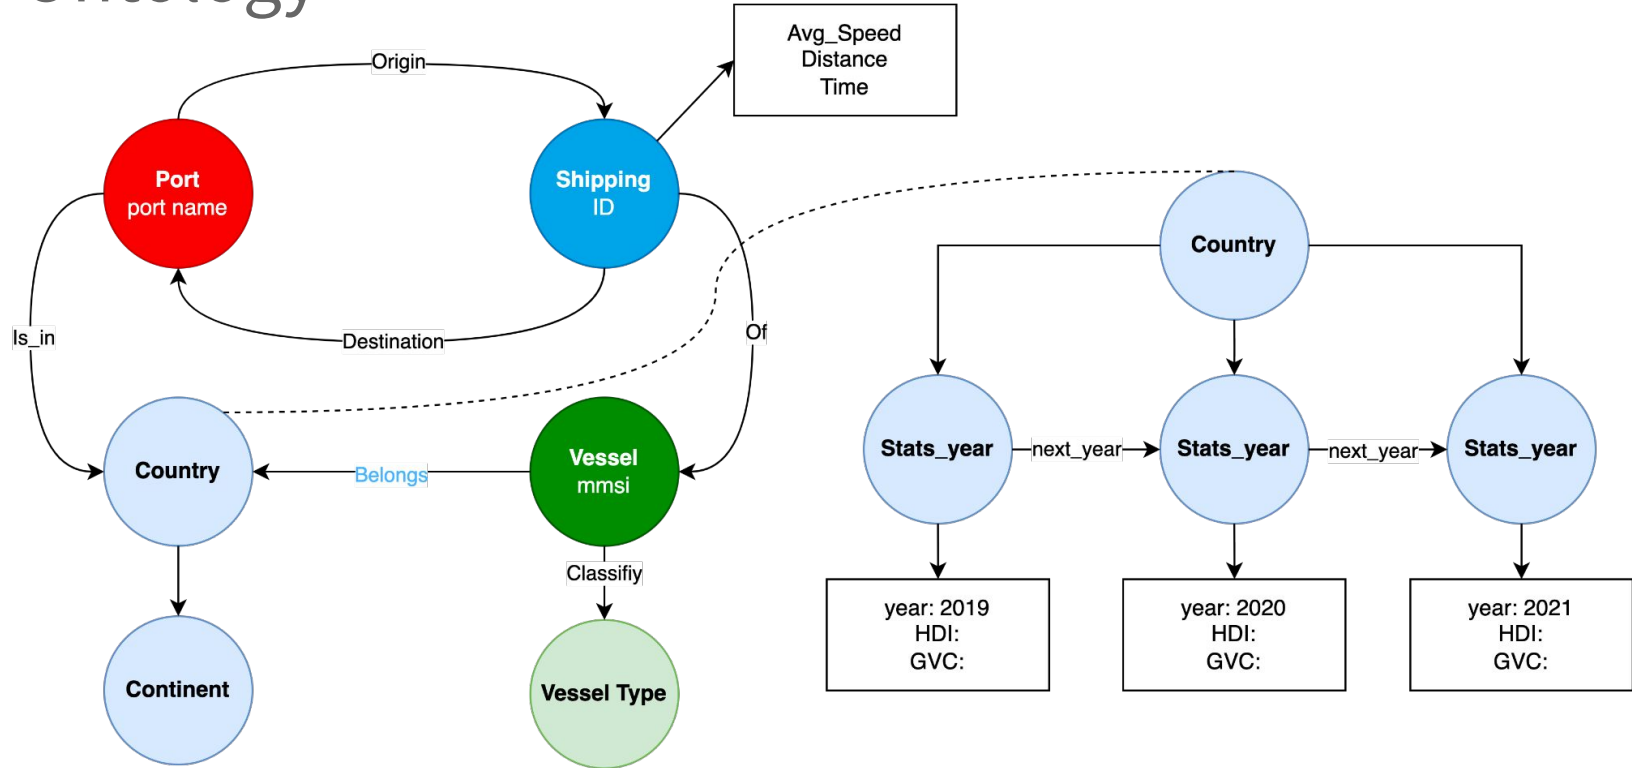 Ontology
Avg_Speed
Distance
Time
Origin
Port
port name
Shipping
ID
Country
Is_in
Destination
Of
Country
Belongs
Vessel
mmsi
Stats_year
next_year
Stats_year
next_year
Stats_year
Classifiy
year: 2019
HDI:
GVC:
year: 2020
HDI:
GVC:
year: 2021
HDI:
GVC:
Continent
Vessel Type